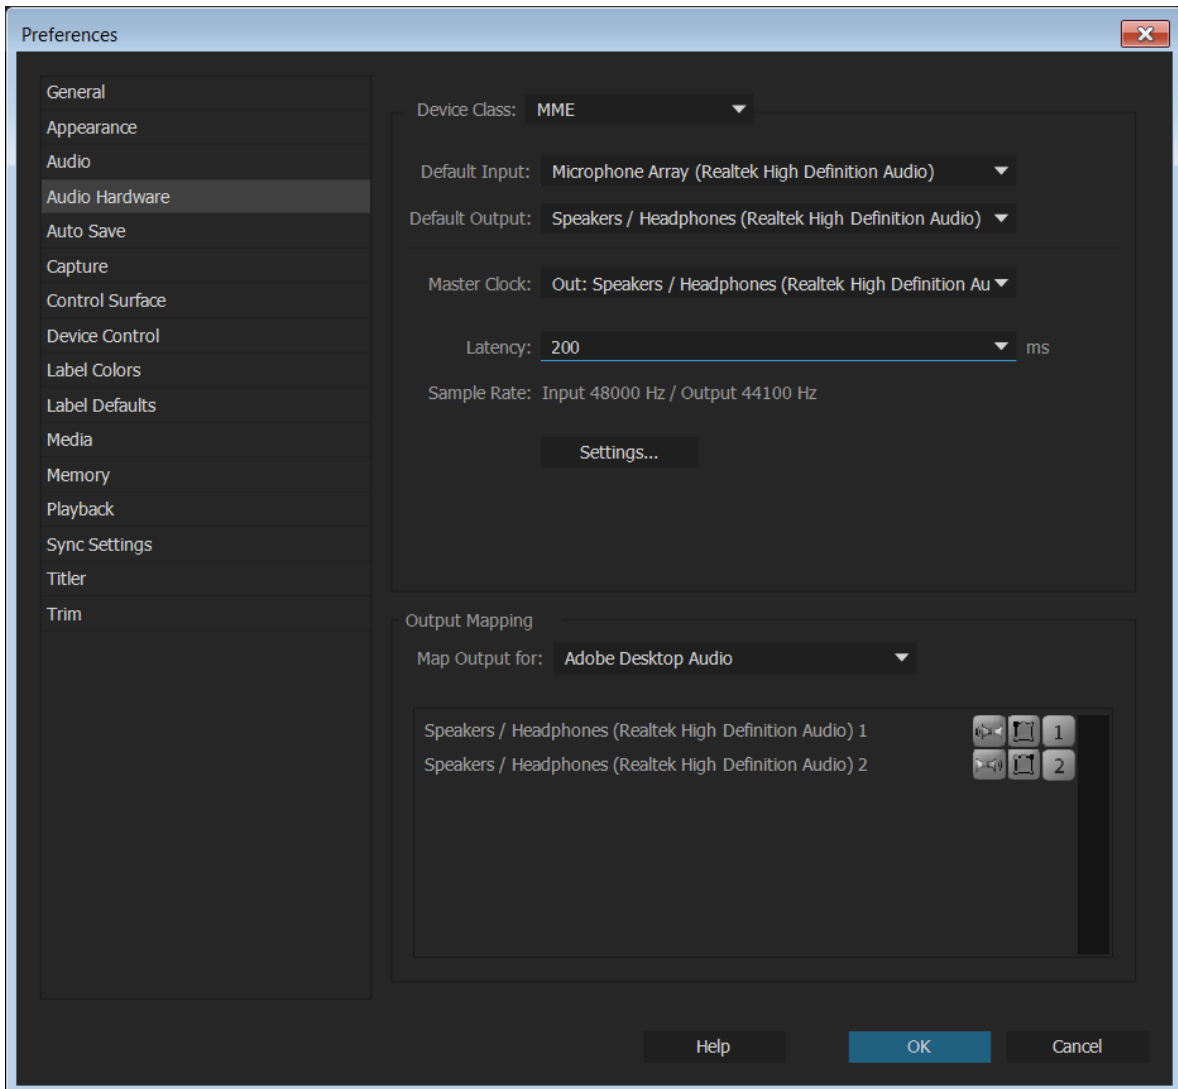 Preferences
General
Appearance
Audio
Audio Hardware
Auto Save
Capture
Control Surface
Device Control
Label Colors
Label Defaults
Media
Memory
Playback
Sync Settings
Titler
Trim
Device Class: MME
Default Input: Microphone Array (Realtek High Definition Audio)
Default Output: Speakers / Headphones (Realtek High Definition Audio)
Master Clock: Out: Speakers / Headphones (Realtek High Definition Au
Latency: 200 ms
Sample Rate: Input 48000 Hz / Output 44100 Hz
Settings...
Output Mapping
Map Output for: Adobe Desktop Audio
Speakers / Headphones (Realtek High Definition Audio) 1 1
Speakers / Headphones (Realtek High Definition Audio) 2 2
Help OK Cancel